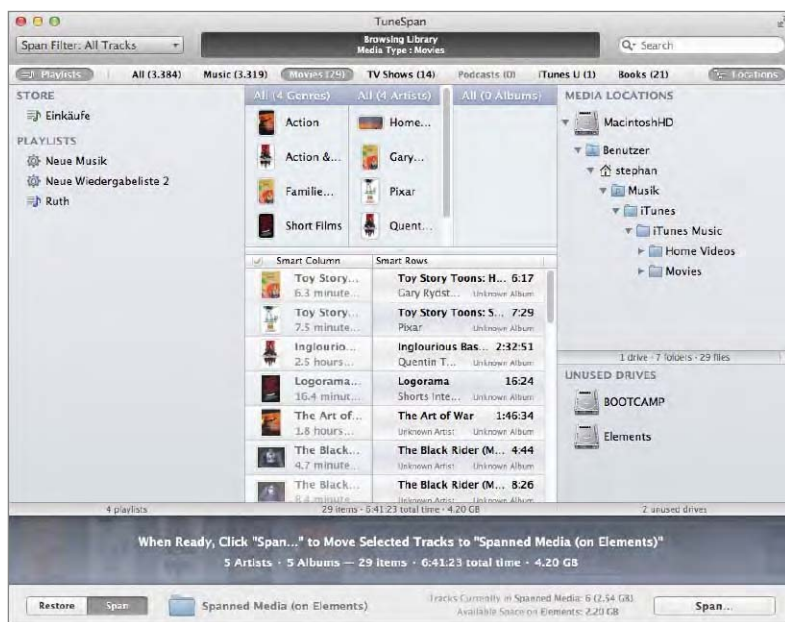 TuneSpan
Span Filter: All Tracks
Browsing Library
Media Type : Movies
Search
Playlists
All (3.384)
Music (3.319)
Movies (29)
TV Shows (14)
Podcasts (0)
iTunes U (1)
Books (21)
Locations
STORE
Einkäufe
PLAYLISTS
Neue Musik
Neue Wiedergabeliste 2
Ruth
All (4 Genres)
All (4 Artists)
All (0 Albums)
Action
Home...
Action &...
Gary...
Familie...
Pixar
Short Films
Quent...
Smart Column
Smart Rows
Toy Story...
Toy Story Toons: H... 6:17
6.3 minute...
Gary Rydst... Unknown Album
Toy Story...
Toy Story Toons: S... 7:29
7.5 minute...
Pixar Unknown Album
Inglourio...
Inglourious Bas... 2:32:51
2.5 hours...
Quentin T... Unknown Album
Logorama...
Logorama 16:24
16.4 minut...
Shorts Inte... Unknown Album
The Art of...
The Art of War 1:46:34
1.8 hours...
Unknown Artist Unknown Album
The Black...
The Black Rider (M... 4:44
4.7 minute...
Unknown Artist Unknown Album
The Black...
The Black Rider (M... 8:26
8.4 minute...
Unknown Artist Unknown Album
MEDIA LOCATIONS
MacintoshHD
Benutzer
stephan
Musik
iTunes
iTunes Music
Home Videos
Movies
1 drive · 7 folders · 29 files
UNUSED DRIVES
BOOTCAMP
Elements
4 playlists
29 items · 6:41:23 total time · 4.20 GB
2 unused drives
When Ready, Click "Span..." to Move Selected Tracks to "Spanned Media (on Elements)"
5 Artists · 5 Albums — 29 items · 6:41:23 total time · 4.20 GB
Restore
Span
Spanned Media (on Elements)
Tracks Currently in Spanned Media: 6 (2.54 GB)
Available Space on Elements: 2.20 GB
Span...